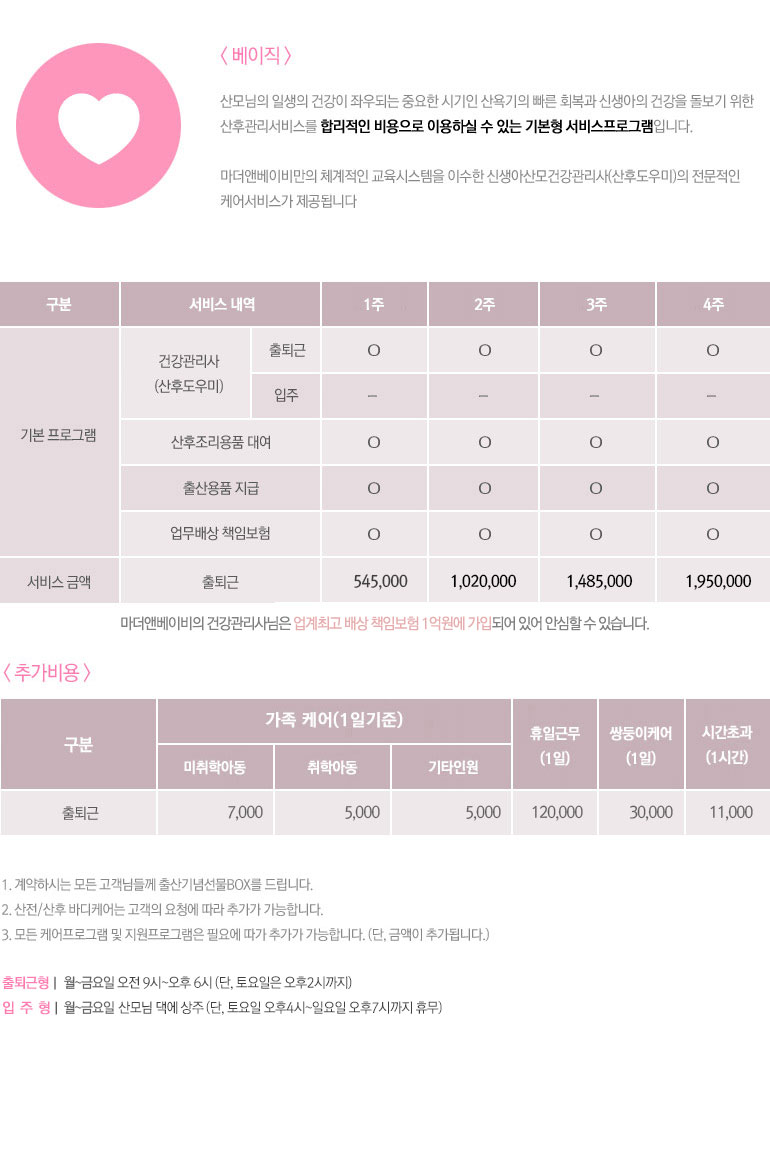 〈 베이직 〉
산모님의 일생의 건강이 좌우되는 중요한 시기인 산욕기의 빠른 회복과 신생아의 건강을 돌보기 위한
산후관리서비스를 합리적인 비용으로 이용하실 수 있는 기본형 서비스프로그램입니다.
마더앤베이비만의 체계적인 교육시스템을 이수한 신생아산모건강관리사(산후도우미)의 전문적인
케어서비스가 제공됩니다
구분 서비스 내역 1주 2주 3주 4주
기본 프로그램
건강관리사
(산후도우미)
출퇴근 O O O O
입주 – – – –
산후조리용품 대여 O O O O
출산용품 지급 O O O O
업무배상 책임보험 O O O O
서비스 금액 출퇴근 545,000 1,020,000 1,485,000 1,950,000
마더앤베이비의 건강관리사님은 업계최고 배상 책임보험 1억원에 가입되어 있어 안심할 수 있습니다.
〈 추가비용 〉
구분
가족 케어(1일기준)
미취학아동 취학아동 기타인원
휴일근무
(1일)
쌍둥이케어
(1일)
시간초과
(1시간)
출퇴근 7,000 5,000 5,000 120,000 30,000 11,000
1. 계약하시는 모든 고객님들께 출산기념선물BOX를 드립니다.
2. 산전/산후 바디케어는 고객의 요청에 따라 추가가 가능합니다.
3. 모든 케어프로그램 및 지원프로그램은 필요에 따가 추가가 가능합니다. (단, 금액이 추가됩니다.)
출퇴근형 | 월~금요일 오전 9시~오후 6시 (단, 토요일은 오후2시까지)
입 주 형 | 월~금요일 산모님 댁에 상주 (단, 토요일 오후4시~일요일 오후7시까지 휴무)